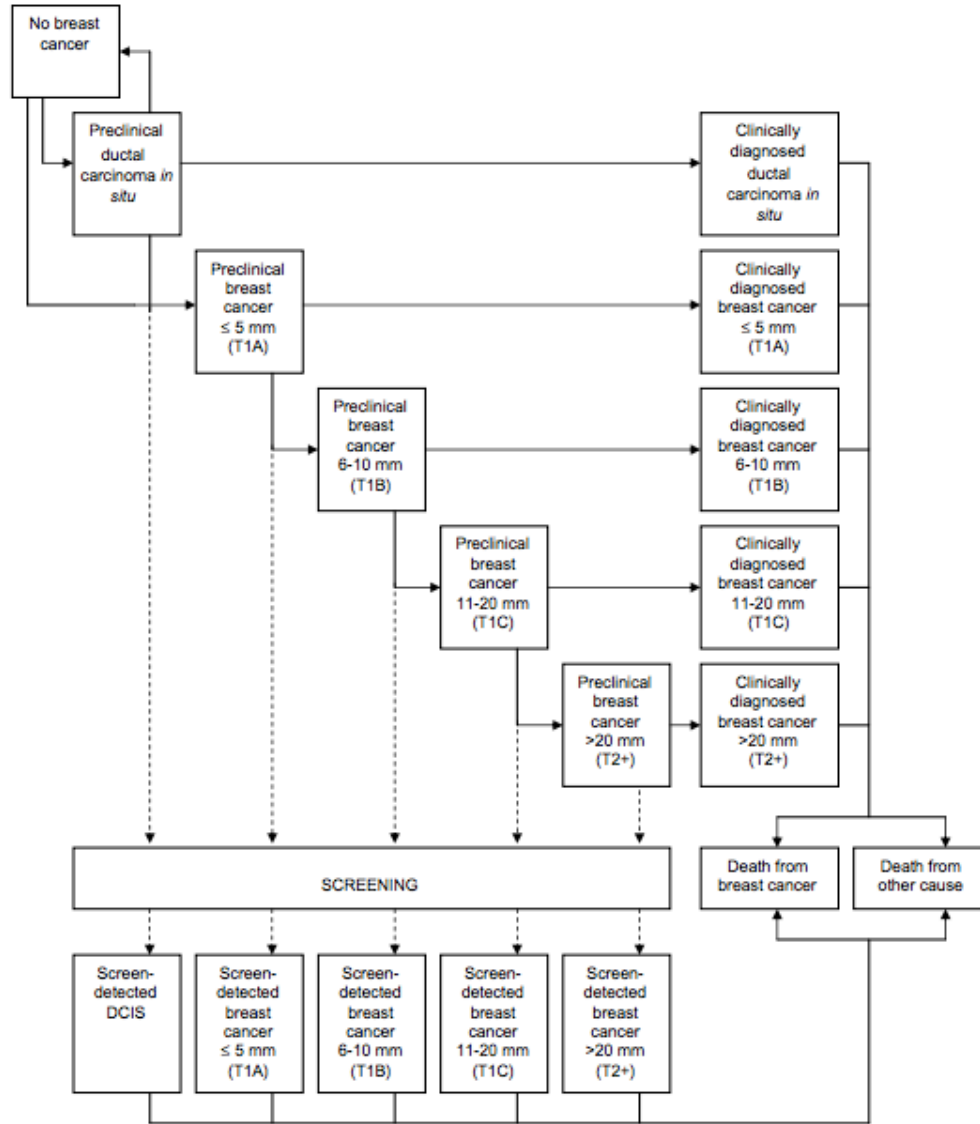 No breast
cancer
Preclinical
ductal
carcinoma in
situ
Clinically
diagnosed
ductal
carcinoma in
situ
Preclinical
breast
cancer
≤ 5 mm
(T1A)
Clinically
diagnosed
breast cancer
≤ 5 mm
(T1A)
Preclinical
breast
cancer
6-10 mm
(T1B)
Clinically
diagnosed
breast cancer
6-10 mm
(T1B)
Preclinical
breast
cancer
11-20 mm
(T1C)
Clinically
diagnosed
breast cancer
11-20 mm
(T1C)
Preclinical
breast
cancer
>20 mm
(T2+)
Clinically
diagnosed
breast cancer
>20 mm
(T2+)
SCREENING
Death from
breast cancer
Death from
other cause
Screen-
detected
DCIS
Screen-
detected
breast
cancer
≤ 5 mm
(T1A)
Screen-
detected
breast
cancer
6-10 mm
(T1B)
Screen-
detected
breast
cancer
11-20 mm
(T1C)
Screen-
detected
breast
cancer
>20 mm
(T2+)